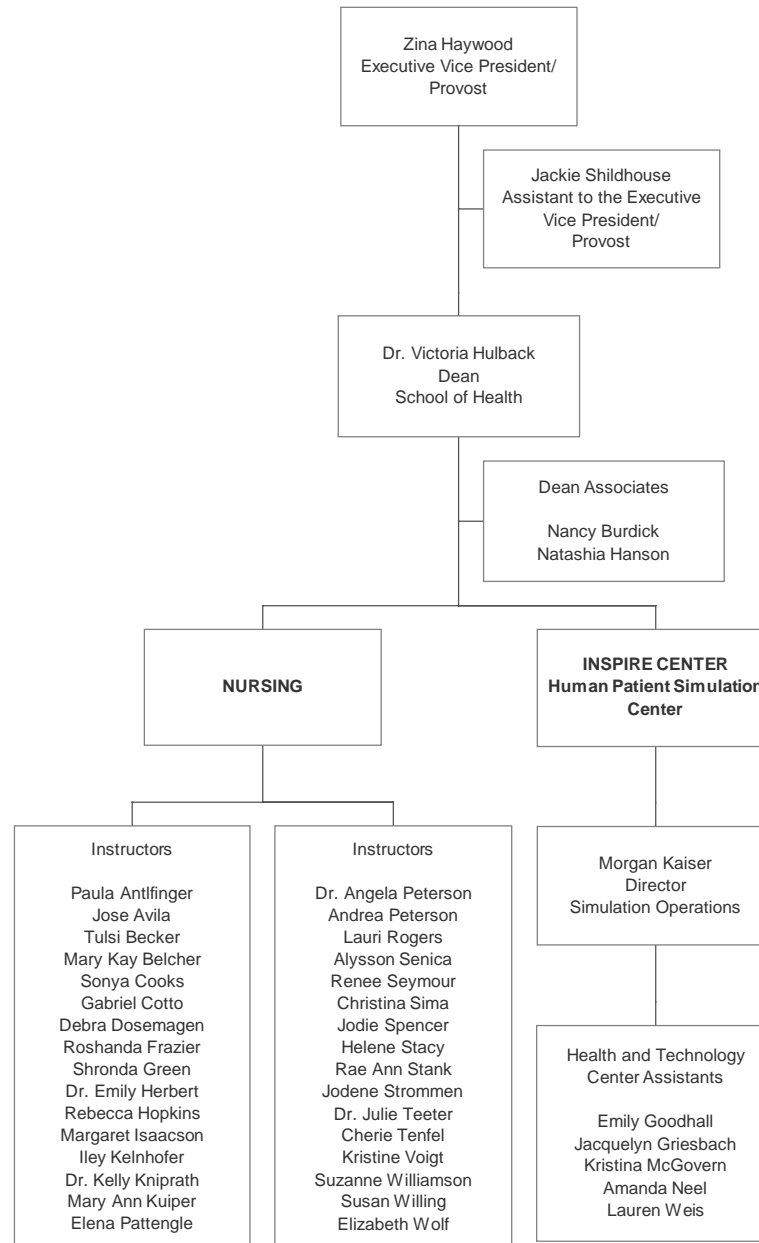 Zina Haywood
Executive Vice President/
Provost
Jackie Shildhouse
Assistant to the Executive
Vice President/
Provost
Dr. Victoria Hulback
Dean
School of Health
Dean Associates
Nancy Burdick
Natashia Hanson
NURSING
INSPIRE CENTER
Human Patient Simulation
Center
Instructors
Paula Antlfinger
Jose Avila
Tulsi Becker
Mary Kay Belcher
Sonya Cooks
Gabriel Cotto
Debra Dosemagen
Roshanda Frazier
Shronda Green
Dr. Emily Herbert
Rebecca Hopkins
Margaret Isaacson
Iley Kelnhofer
Dr. Kelly Kniprath
Mary Ann Kuiper
Elena Pattengle
Instructors
Dr. Angela Peterson
Andrea Peterson
Lauri Rogers
Alysson Senica
Renee Seymour
Christina Sima
Jodie Spencer
Helene Stacy
Rae Ann Stank
Jodene Strommen
Dr. Julie Teeter
Cherie Tenfel
Kristine Voigt
Suzanne Williamson
Susan Willing
Elizabeth Wolf
Morgan Kaiser
Director
Simulation Operations
Health and Technology
Center Assistants
Emily Goodhall
Jacquelyn Griesbach
Kristina McGovern
Amanda Neel
Lauren Weis